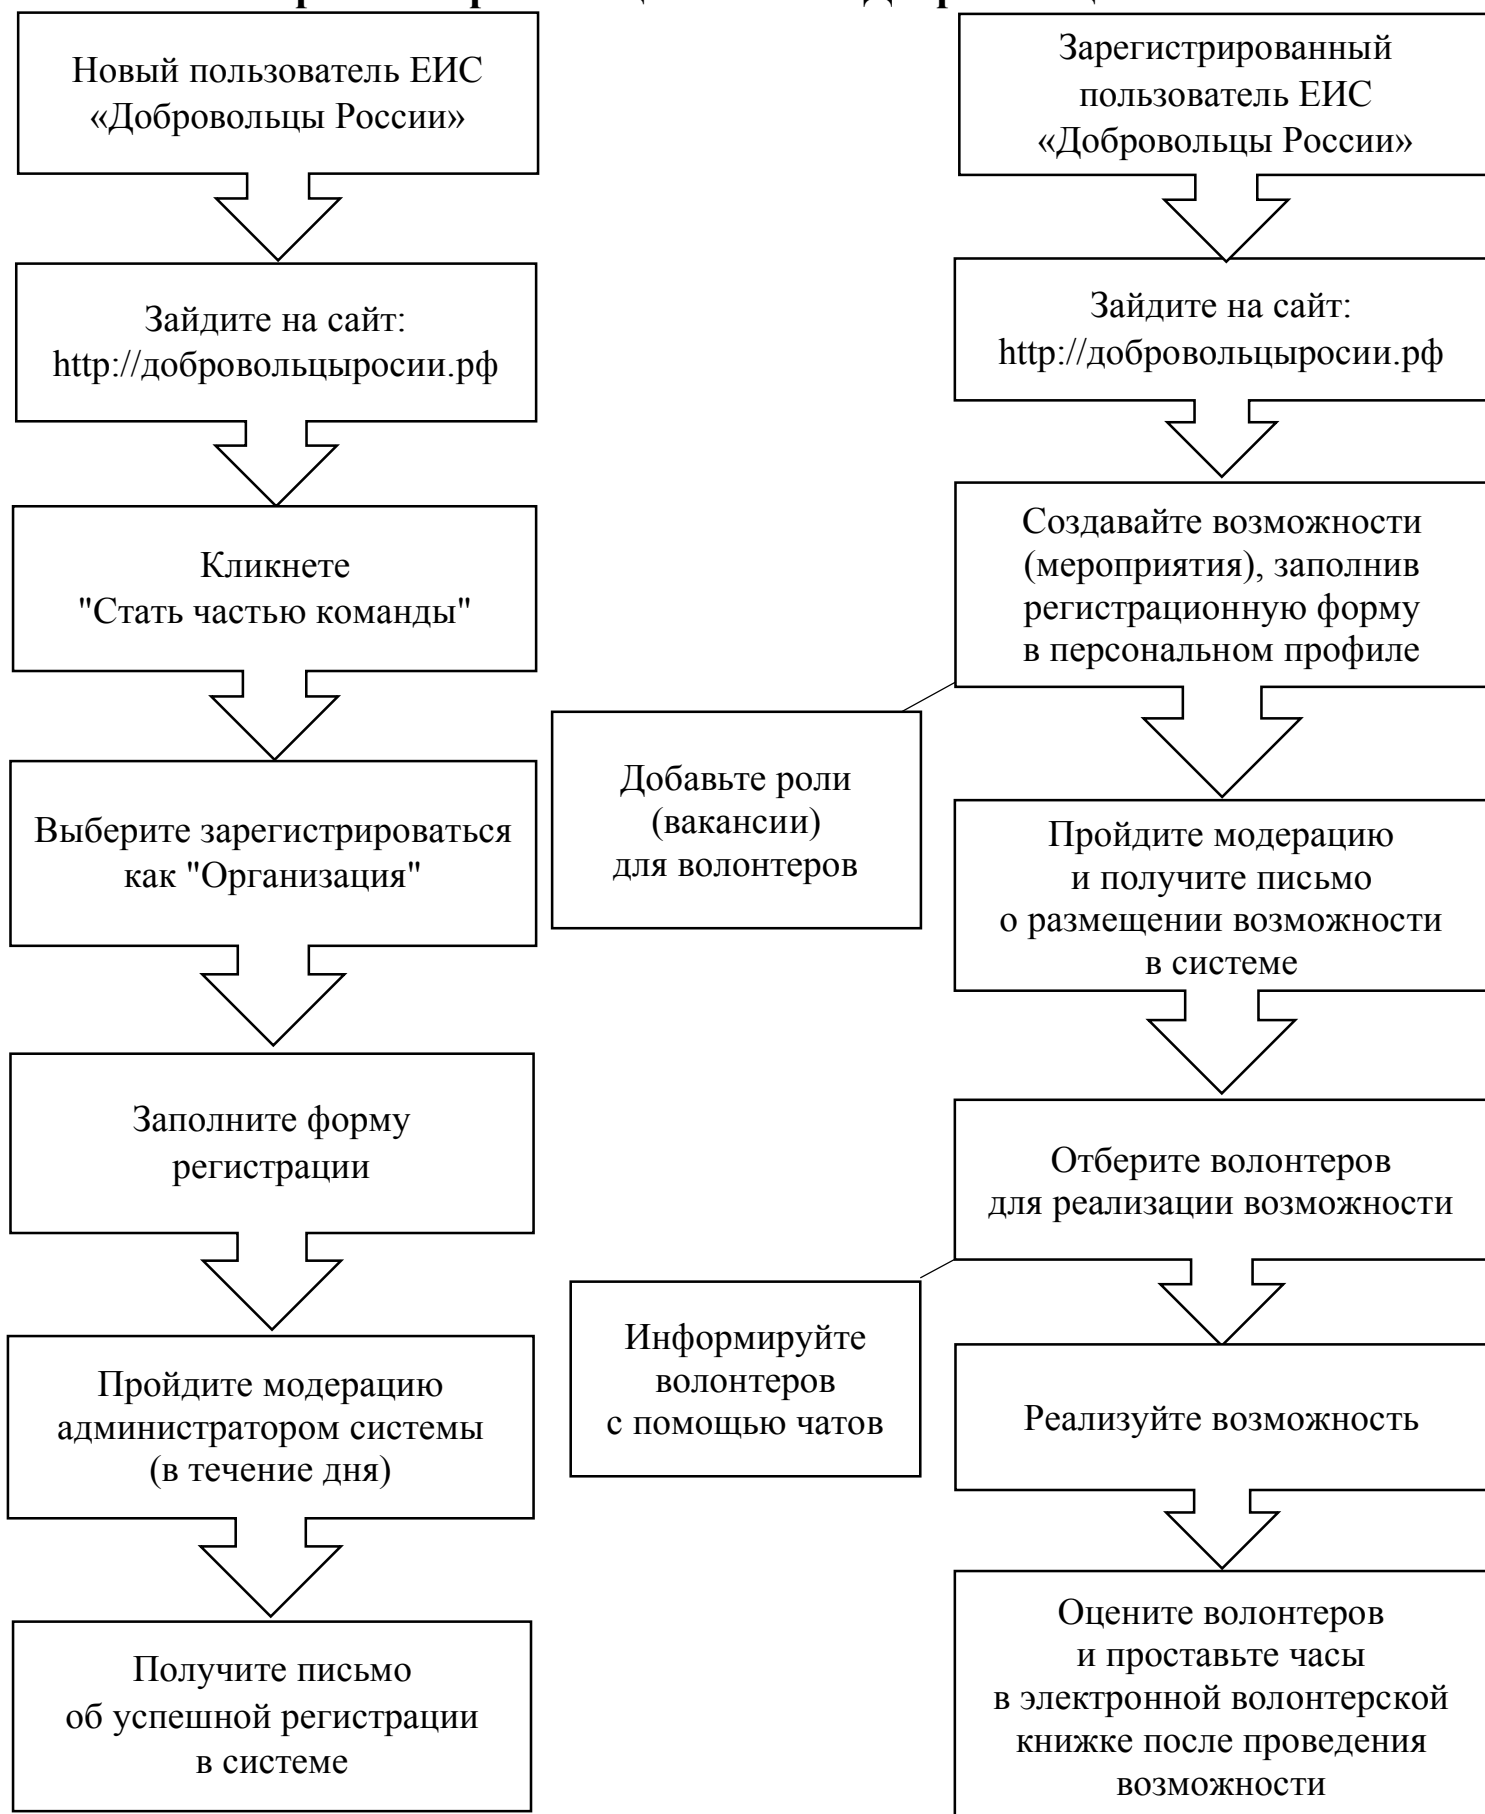 Новый пользователь ЕИС
«Добровольцы России»
Зайдите на сайт:
http://добровольцыросии.рф
Кликнете
"Стать частью команды"
Выберите зарегистрироваться
как "Организация"
Заполните форму
регистрации
Пройдите модерацию
администратором системы
(в течение дня)
Получите письмо
об успешной регистрации
в системе
Зарегистрированный
пользователь ЕИС
«Добровольцы России»
Зайдите на сайт:
http://добровольцыросии.рф
Создавайте возможности
(мероприятия), заполнив
регистрационную форму
в персональном профиле
Добавьте роли
(вакансии)
для волонтеров
Пройдите модерацию
и получите письмо
о размещении возможности
в системе
Отберите волонтеров
для реализации возможности
Информируйте
волонтеров
с помощью чатов
Реализуйте возможность
Оцените волонтеров
и проставьте часы
в электронной волонтерской
книжке после проведения
возможности